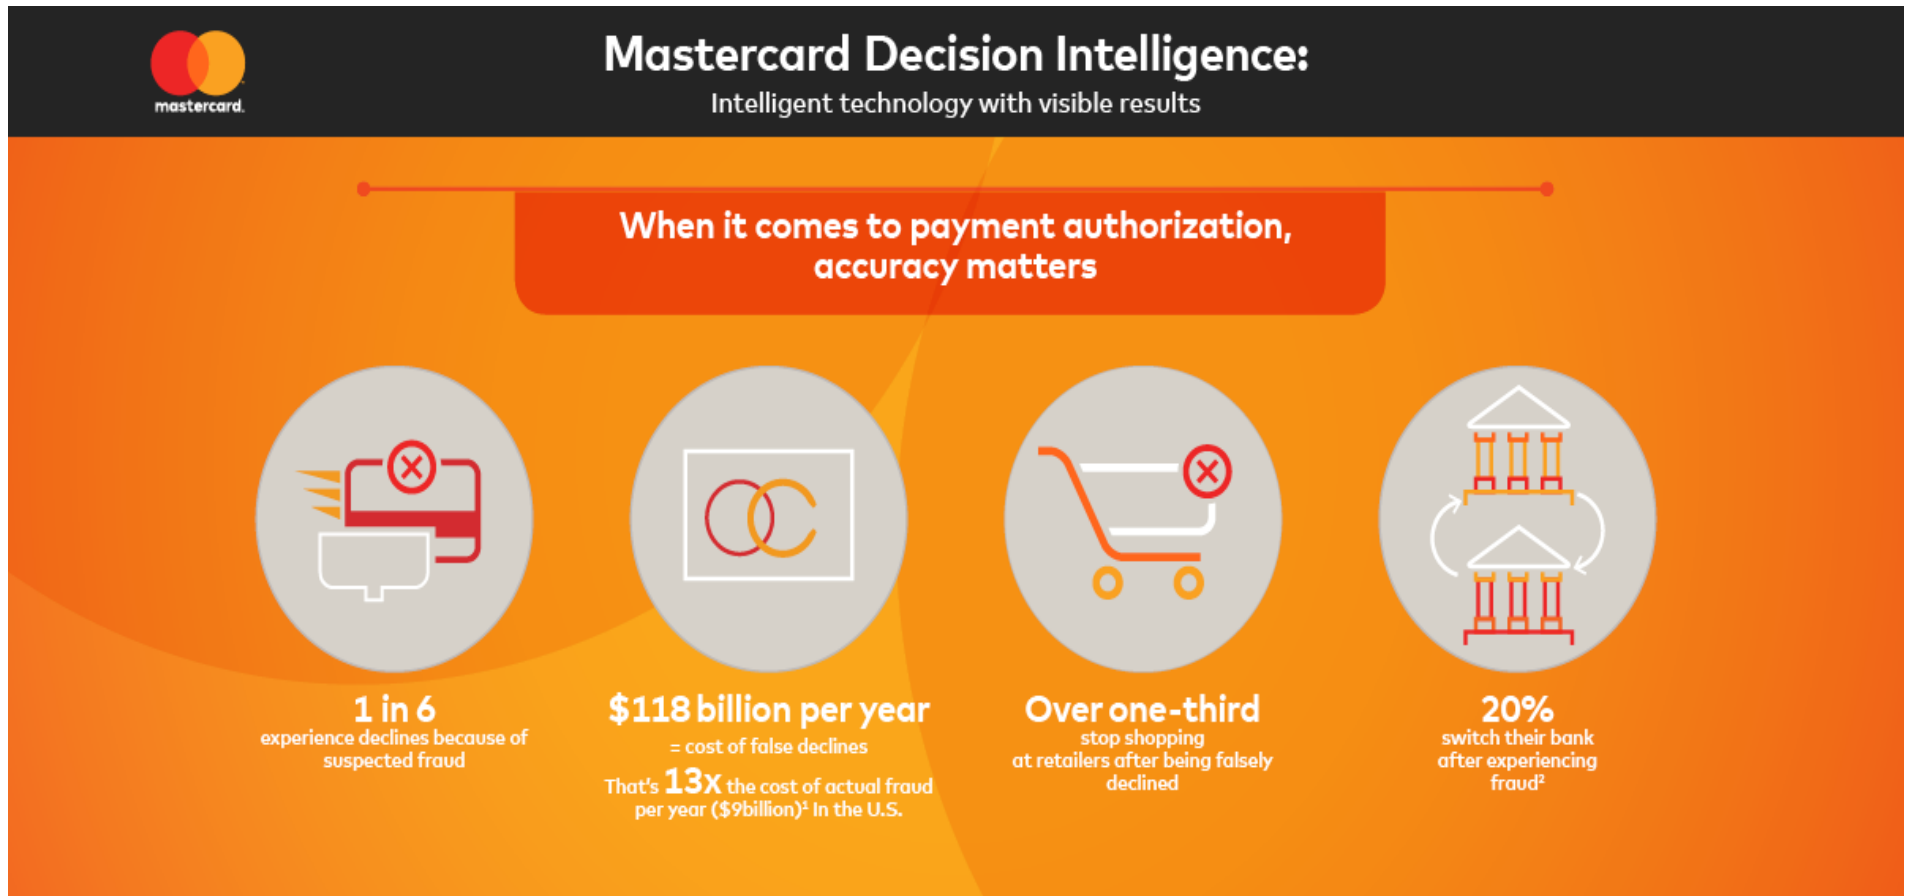 mastercard.
Mastercard Decision Intelligence:
Intelligent technology with visible results
When it comes to payment authorization,
accuracy matters
1 in 6
experience declines because of
suspected fraud
$118 billion per year
= cost of false declines
That's 13x the cost of actual fraud
per year ($9billion)¹ In the U.S.
Over one-third
stop shopping
at retailers after being falsely
declined
20%
switch their bank
after experiencing
fraud²